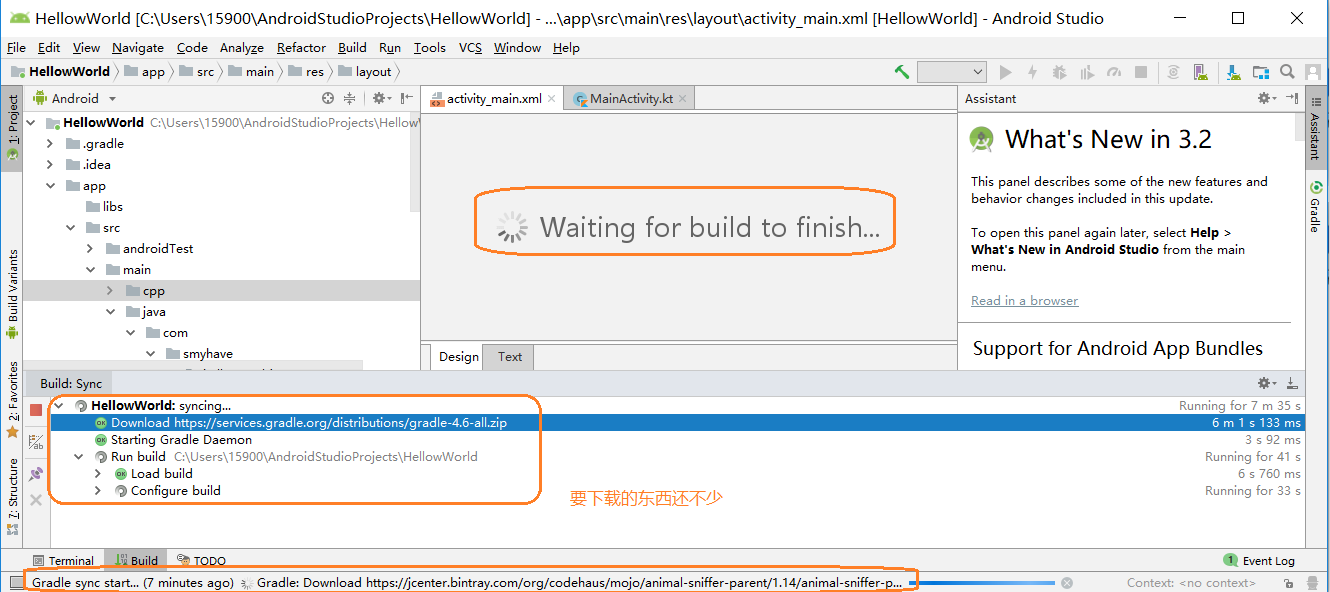 HellowWorld [C:\Users\15900\AndroidStudioProjects\HellowWorld] - ...\app\src\main\res\layout\activity_main.xml [HellowWorld] - Android Studio
File Edit View Navigate Code Analyze Refactor Build Run Tools VCS Window Help
HellowWorld app src main res layout
1: Project
Build Variants
2: Favorites
7: Structure
Android
HellowWorld C:\Users\15900\AndroidStudioProjects\Hellow
.gradle
.idea
app
libs
src
androidTest
main
cpp
java
com
smyhave
activity_main.xml MainActivity.kt
Waiting for build to finish...
Design Text
Assistant
What's New in 3.2
This panel describes some of the new features and
behavior changes included in this update.
To open this panel again later, select Help >
What's New in Android Studio from the main
menu.
Read in a browser
Support for Android App Bundles
Assistant
Gradle
Build: Sync
HellowWorld: syncing... Running for 7 m 35 s
OK Download https://services.gradle.org/distributions/gradle-4.6-all.zip 6 m 1 s 133 ms
OK Starting Gradle Daemon 3 s 92 ms
Run build C:\Users\15900\AndroidStudioProjects\HellowWorld Running for 41 s
OK Load build 6 s 760 ms
Configure build Running for 33 s
要下载的东西还不少
Terminal Build TODO 1 Event Log
Gradle sync start... (7 minutes ago) Gradle: Download https://jcenter.bintray.com/org/codehaus/mojo/animal-sniffer-parent/1.14/animal-sniffer-p... Context: <no context>